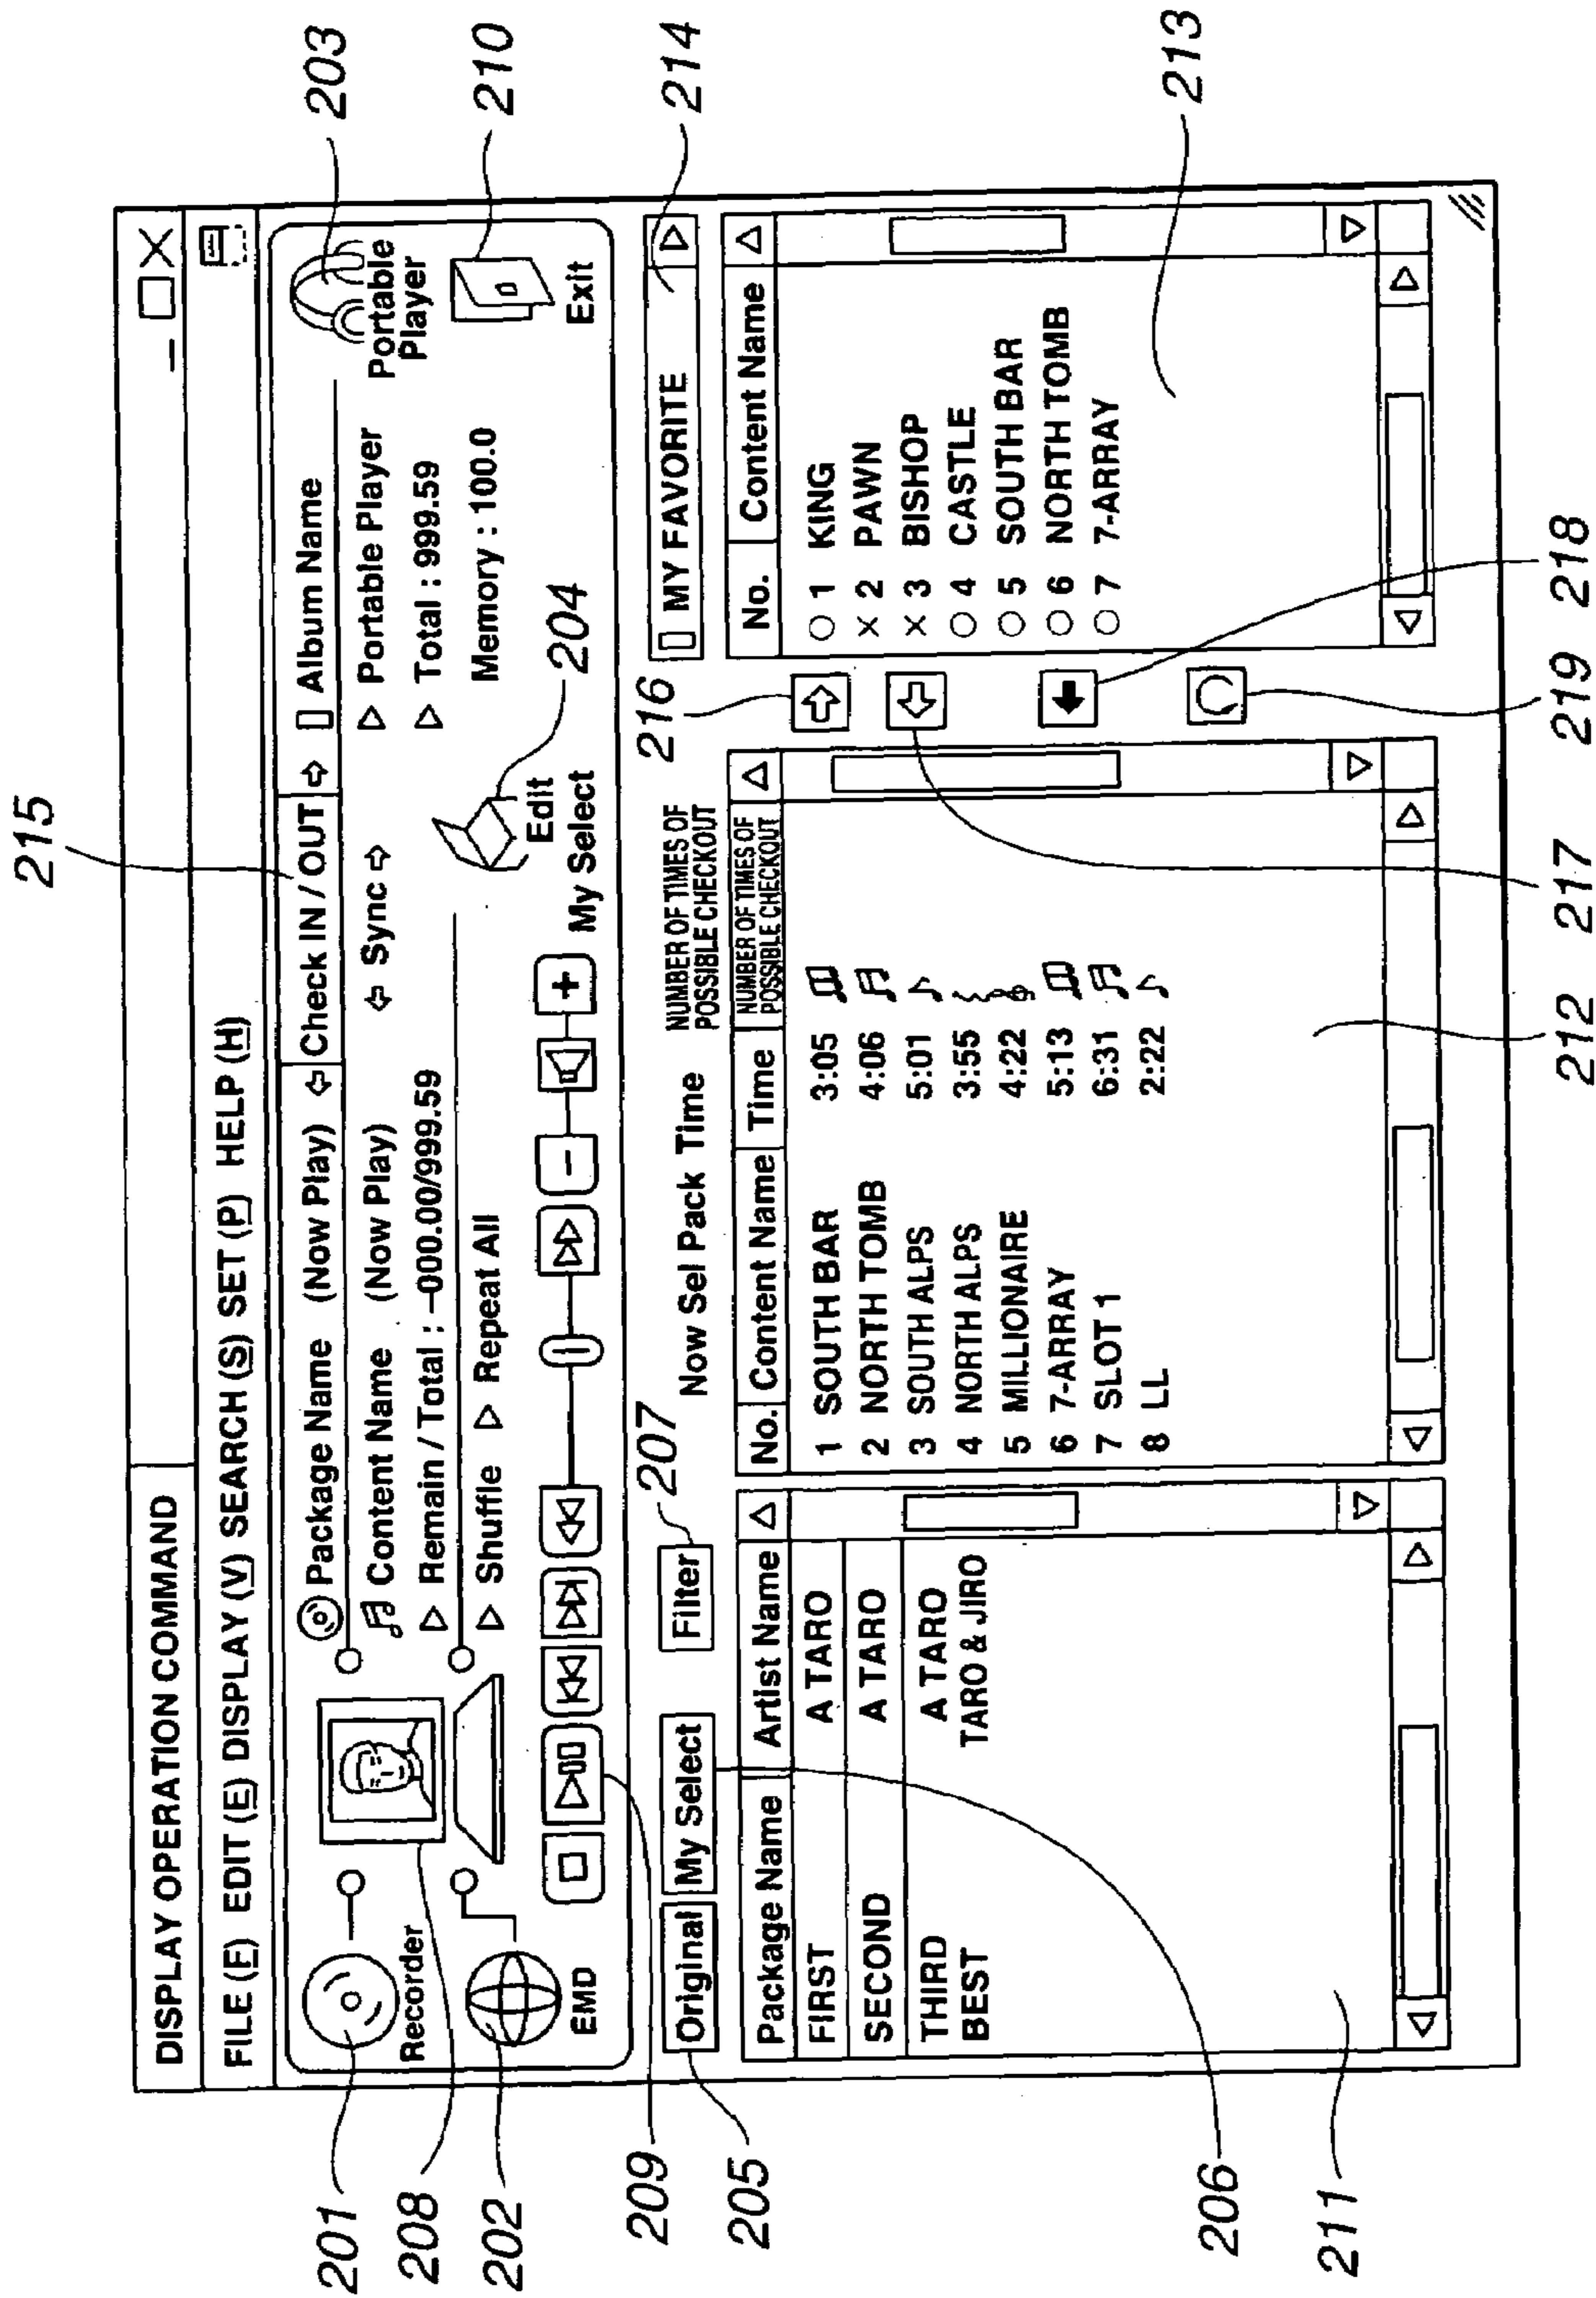 215
DISPLAY OPERATION COMMAND
FILE (F) EDIT (E) DISPLAY (V) SEARCH (S) SET (P) HELP (H)
201
208
202
209
205
206
211
Recorder
EMD
Package Name (Now Play) ⇦ Check IN / OUT ⇨ Album Name
Content Name (Now Play) ⇦ Sync ⇨ ▷ Portable Player
▷ Remain / Total : -000.00/999.59 ▷ Total : 999.59
▷ Shuffle ▷ Repeat All Memory : 100.0
Edit
My Select
204
Portable
Player
Exit
203
210
214
213
Original My Select Filter
207
Now Sel Pack Time
NUMBER OF TIMES OF
POSSIBLE CHECKOUT
216
MY FAVORITE
Package Name Artist Name
FIRST A TARO
SECOND A TARO
THIRD A TARO
BEST TARO & JIRO
No. Content Name Time NUMBER OF TIMES OF
POSSIBLE CHECKOUT
1 SOUTH BAR 3:05
2 NORTH TOMB 4:06
3 SOUTH ALPS 5:01
4 NORTH ALPS 3:55
5 MILLIONAIRE 4:22
6 7-ARRAY 5:13
7 SLOT 1 6:31
8 LL 2:22
No. Content Name
○ 1 KING
× 2 PAWN
× 3 BISHOP
○ 4 CASTLE
○ 5 SOUTH BAR
○ 6 NORTH TOMB
○ 7 7-ARRAY
212 217 219 218